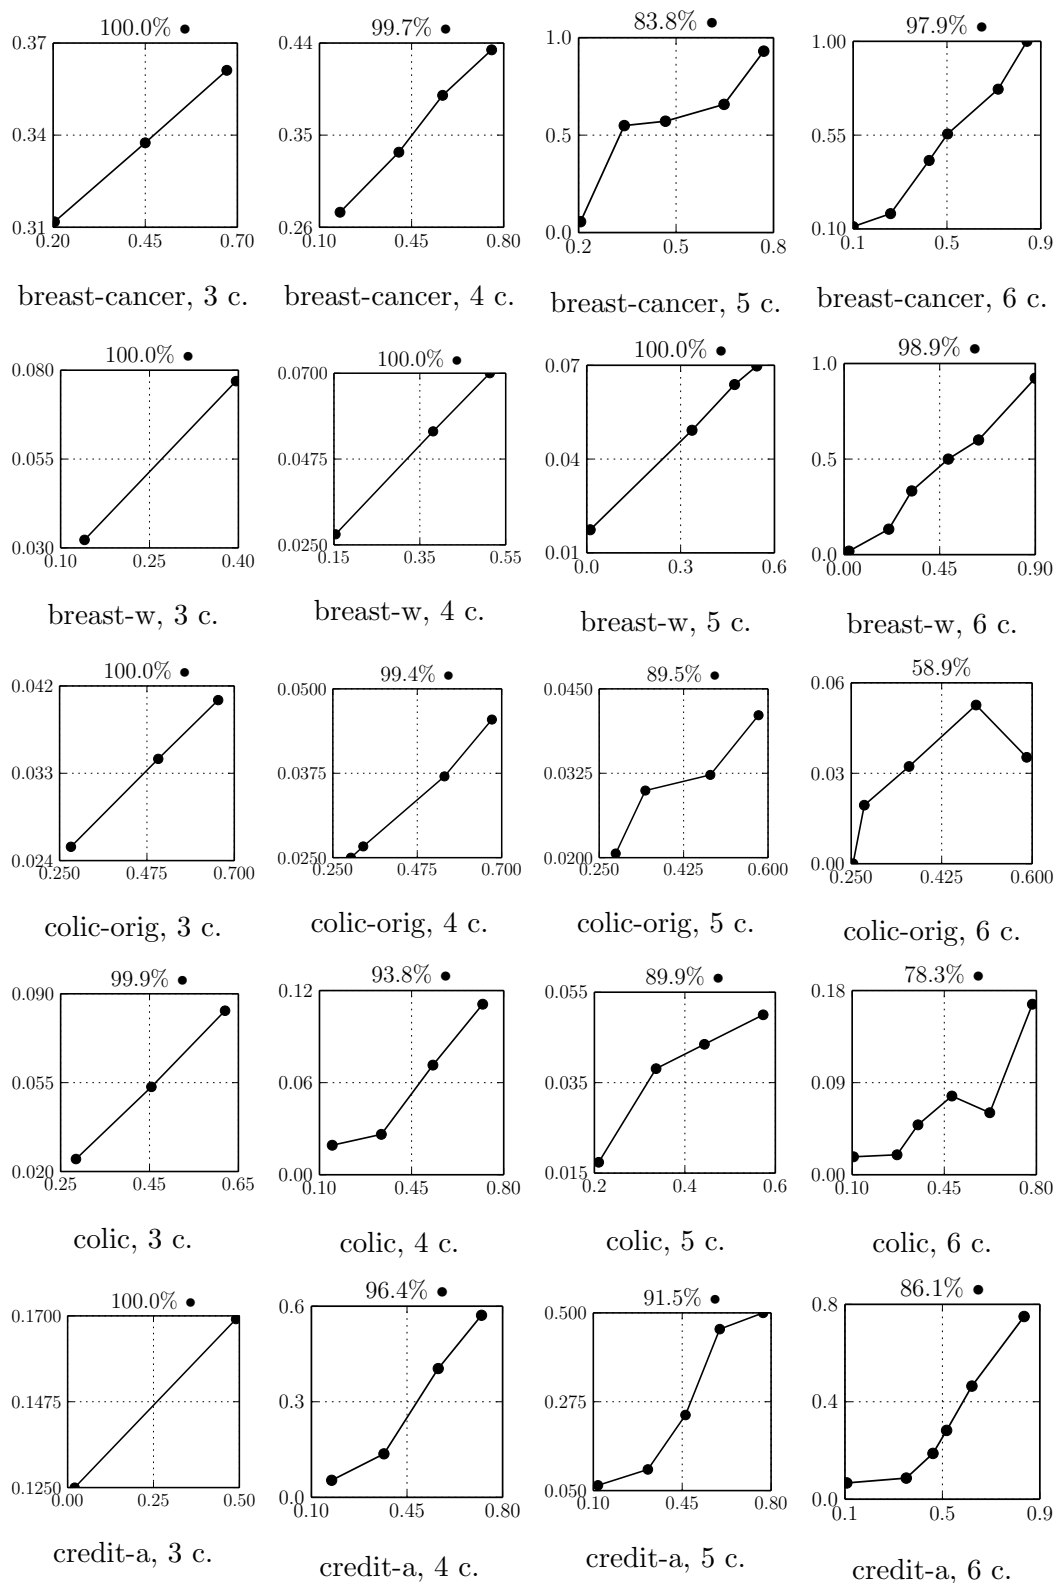 100.0% ● 99.7% ● 83.8% ● 97.9% ●
0.37 0.44 1.0 1.00
0.34 0.35 0.5 0.55
0.31 0.26 0.0 0.10
0.20 0.45 0.70 0.10 0.45 0.80 0.2 0.5 0.8 0.1 0.5 0.9
breast-cancer, 3 c. breast-cancer, 4 c. breast-cancer, 5 c. breast-cancer, 6 c.
100.0% ● 100.0% ● 100.0% ● 98.9% ●
0.080 0.0700 0.07 1.0
0.055 0.0475 0.04 0.5
0.030 0.0250 0.01 0.0
0.10 0.25 0.40 0.15 0.35 0.55 0.0 0.3 0.6 0.00 0.45 0.90
breast-w, 3 c. breast-w, 4 c. breast-w, 5 c. breast-w, 6 c.
100.0% ● 99.4% ● 89.5% ● 58.9%
0.042 0.0500 0.0450 0.06
0.033 0.0375 0.0325 0.03
0.024 0.0250 0.0200 0.00
0.250 0.475 0.700 0.250 0.475 0.700 0.250 0.425 0.600 0.250 0.425 0.600
colic-orig, 3 c. colic-orig, 4 c. colic-orig, 5 c. colic-orig, 6 c.
99.9% ● 93.8% ● 89.9% ● 78.3% ●
0.090 0.12 0.055 0.18
0.055 0.06 0.035 0.09
0.020 0.00 0.015 0.00
0.25 0.45 0.65 0.10 0.45 0.80 0.2 0.4 0.6 0.10 0.45 0.80
colic, 3 c. colic, 4 c. colic, 5 c. colic, 6 c.
100.0% ● 96.4% ● 91.5% ● 86.1% ●
0.1700 0.6 0.500 0.8
0.1475 0.3 0.275 0.4
0.1250 0.0 0.050 0.0
0.00 0.25 0.50 0.10 0.45 0.80 0.10 0.45 0.80 0.1 0.5 0.9
credit-a, 3 c. credit-a, 4 c. credit-a, 5 c. credit-a, 6 c.